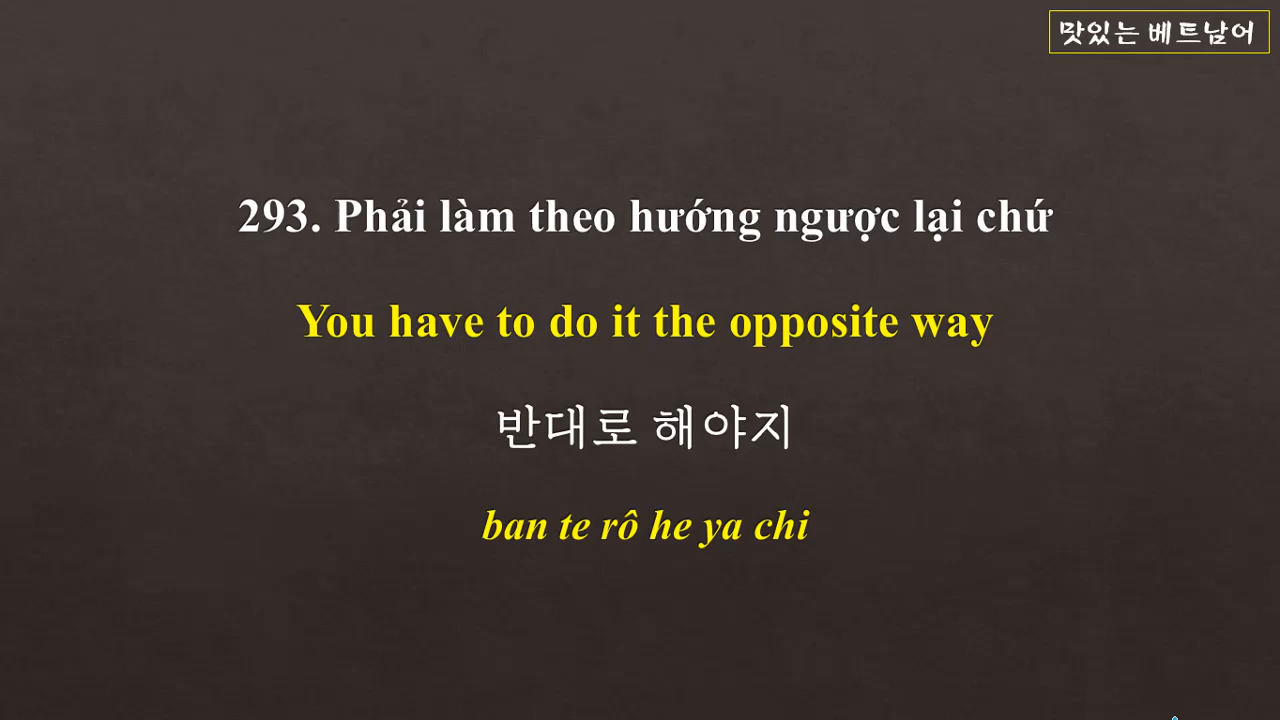 맛있는 베트남어
293. Phải làm theo hướng ngược lại chứ
You have to do it the opposite way
반대로 해야지
ban te rô he ya chi